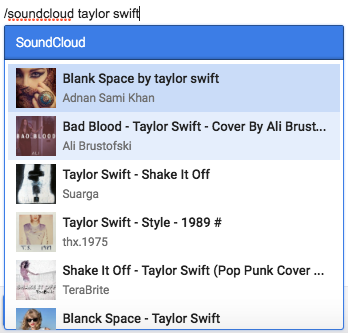 /soundcloud taylor swift
SoundCloud
Blank Space by taylor swift
Adnan Sami Khan
Bad Blood - Taylor Swift - Cover By Ali Brust...
Ali Brustofski
BAD BLOOD
Taylor Swift - Shake It Off
Suarga
Taylor Swift - Style - 1989 #
thx.1975
T. S. 1989
Shake It Off - Taylor Swift (Pop Punk Cover ...
TeraBrite
Blanck Space - Taylor Swift